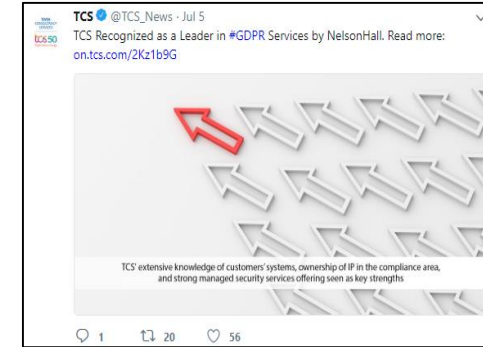 TCS @TCS_News · Jul 5
TCS Recognized as a Leader in #GDPR Services by NelsonHall. Read more:
on.tcs.com/2Kz1b9G
TCS' extensive knowledge of customers' systems, ownership of IP in the compliance area,
and strong managed security services offering seen as key strengths
1 20 56